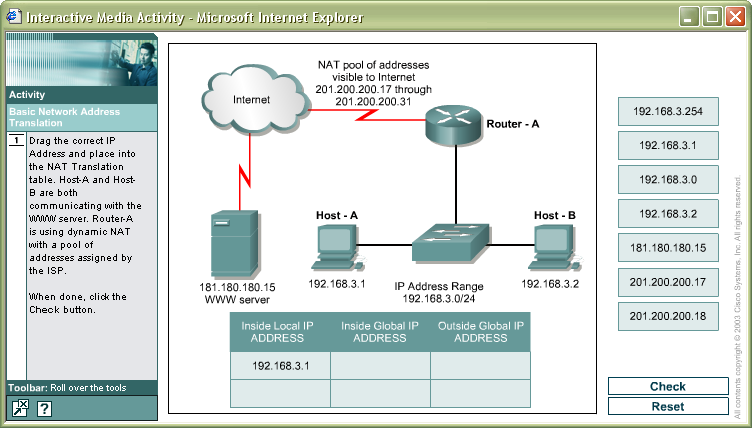 Interactive Media Activity - Microsoft Internet Explorer
Activity
Basic Network Address
Translation
1
Drag the correct IP
Address and place into
the NAT Translation
table. Host-A and Host-
B are both
communicating with the
WWW server. Router-A
is using dynamic NAT
with a pool of
addresses assigned by
the ISP.
When done, click the
Check button.
Toolbar: Roll over the tools
?
NAT pool of addresses
visible to Internet
201.200.200.17 through
201.200.200.31
Internet
Router - A
Host - A
Host - B
181.180.180.15
WWW server
192.168.3.1
IP Address Range
192.168.3.0/24
192.168.3.2
Inside Local IP
ADDRESS
Inside Global IP
ADDRESS
Outside Global IP
ADDRESS
192.168.3.1
192.168.3.254
192.168.3.1
192.168.3.0
192.168.3.2
181.180.180.15
201.200.200.17
201.200.200.18
Check
Reset
All contents copyright © 2003 Cisco Systems, Inc. All rights reserved.